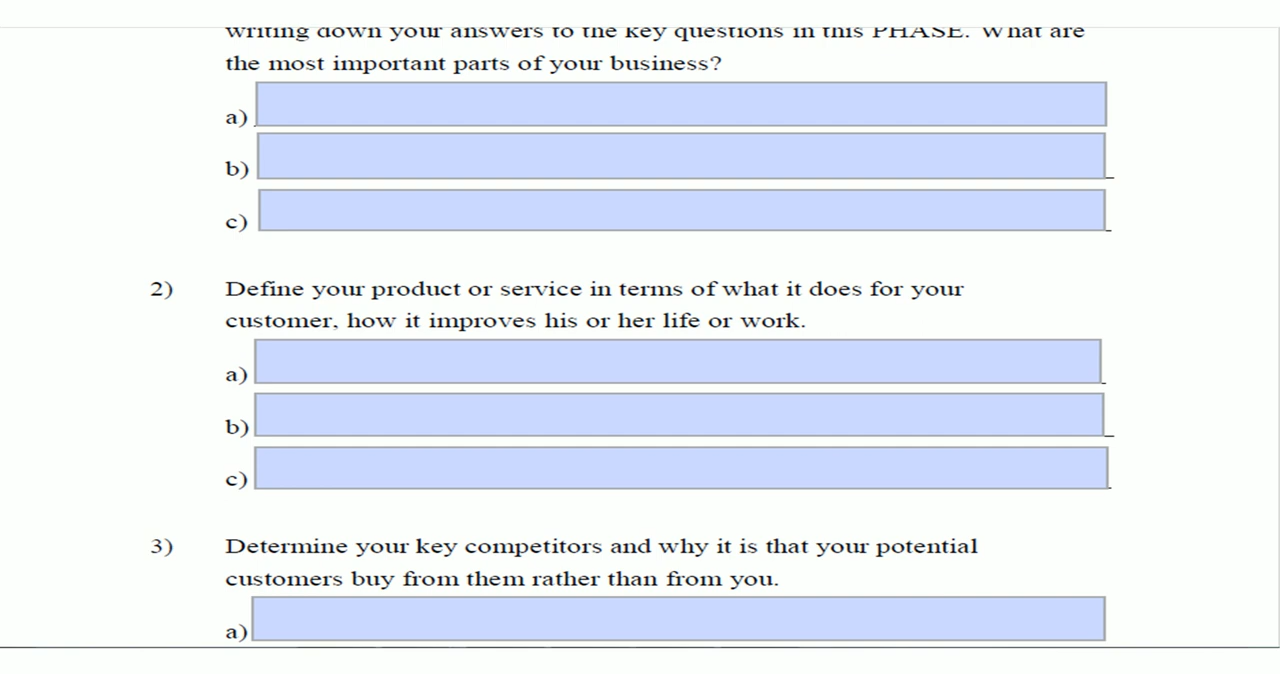 writing down your answers to the key questions in this PHASE. What are
the most important parts of your business?
a)
b)
c)
2) Define your product or service in terms of what it does for your
customer, how it improves his or her life or work.
a)
b)
c)
3) Determine your key competitors and why it is that your potential
customers buy from them rather than from you.
a)